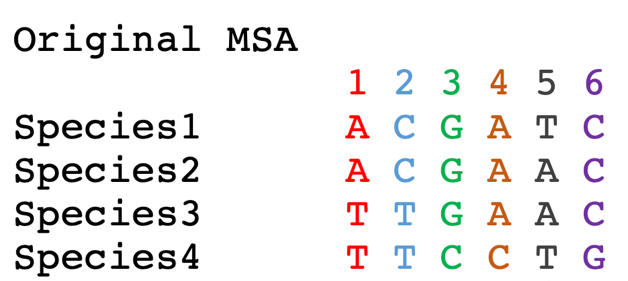 Original MSA
1 2 3 4 5 6
Species1 A C G A T C
Species2 A C G A A C
Species3 T T G A A C
Species4 T T C C T G